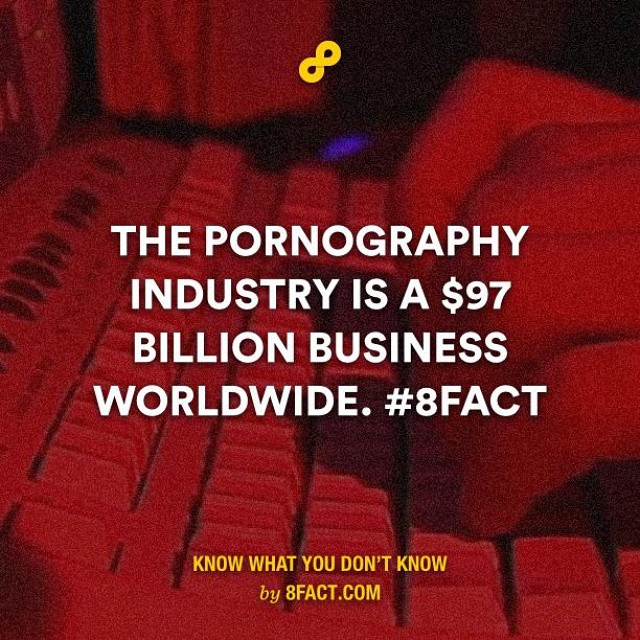 THE PORNOGRAPHY
INDUSTRY IS A $97
BILLION BUSINESS
WORLDWIDE. #8FACT
KNOW WHAT YOU DON'T KNOW
by 8FACT.COM